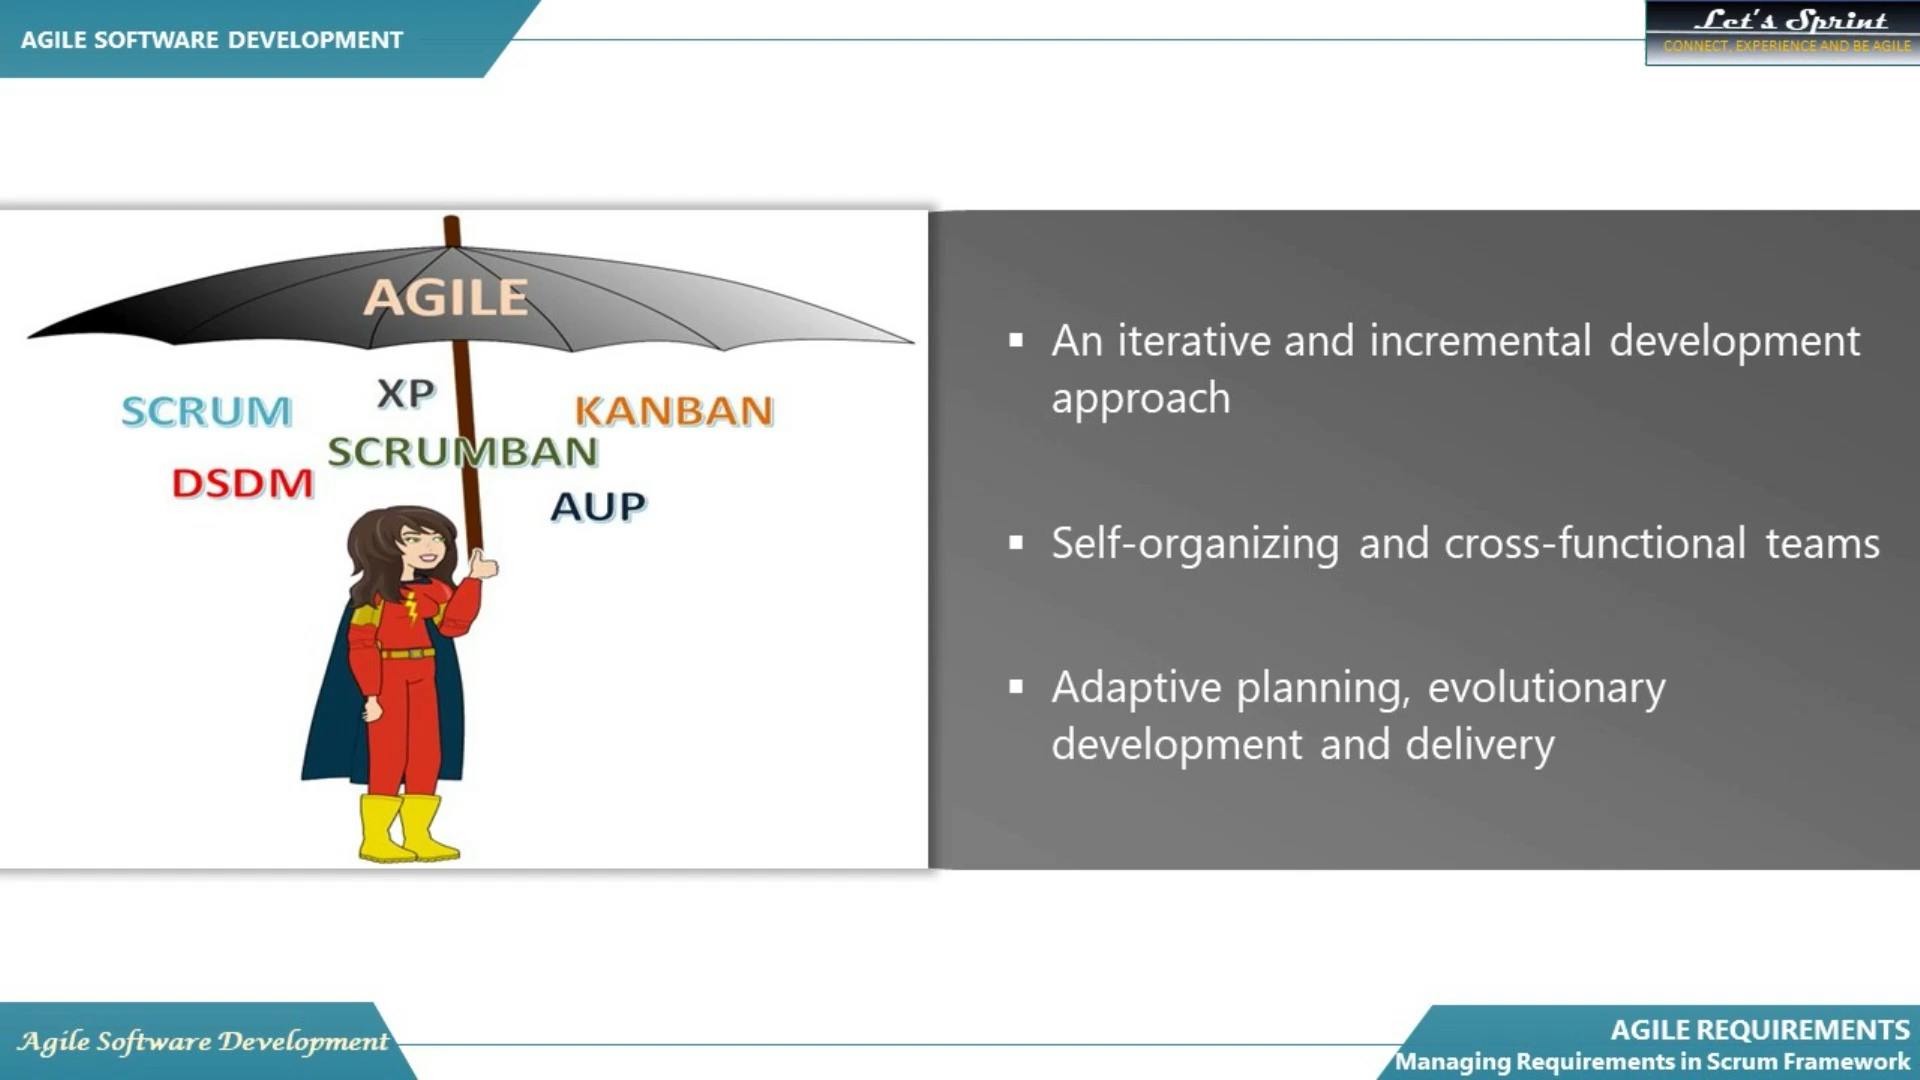 AGILE SOFTWARE DEVELOPMENT
Let's Sprint
CONNECT, EXPERIENCE AND BE AGILE
AGILE
XP
SCRUM
KANBAN
SCRUMBAN
DSDM
AUP
An iterative and incremental development
approach
Self-organizing and cross-functional teams
Adaptive planning, evolutionary
development and delivery
Agile Software Development
AGILE REQUIREMENTS
Managing Requirements in Scrum Framework